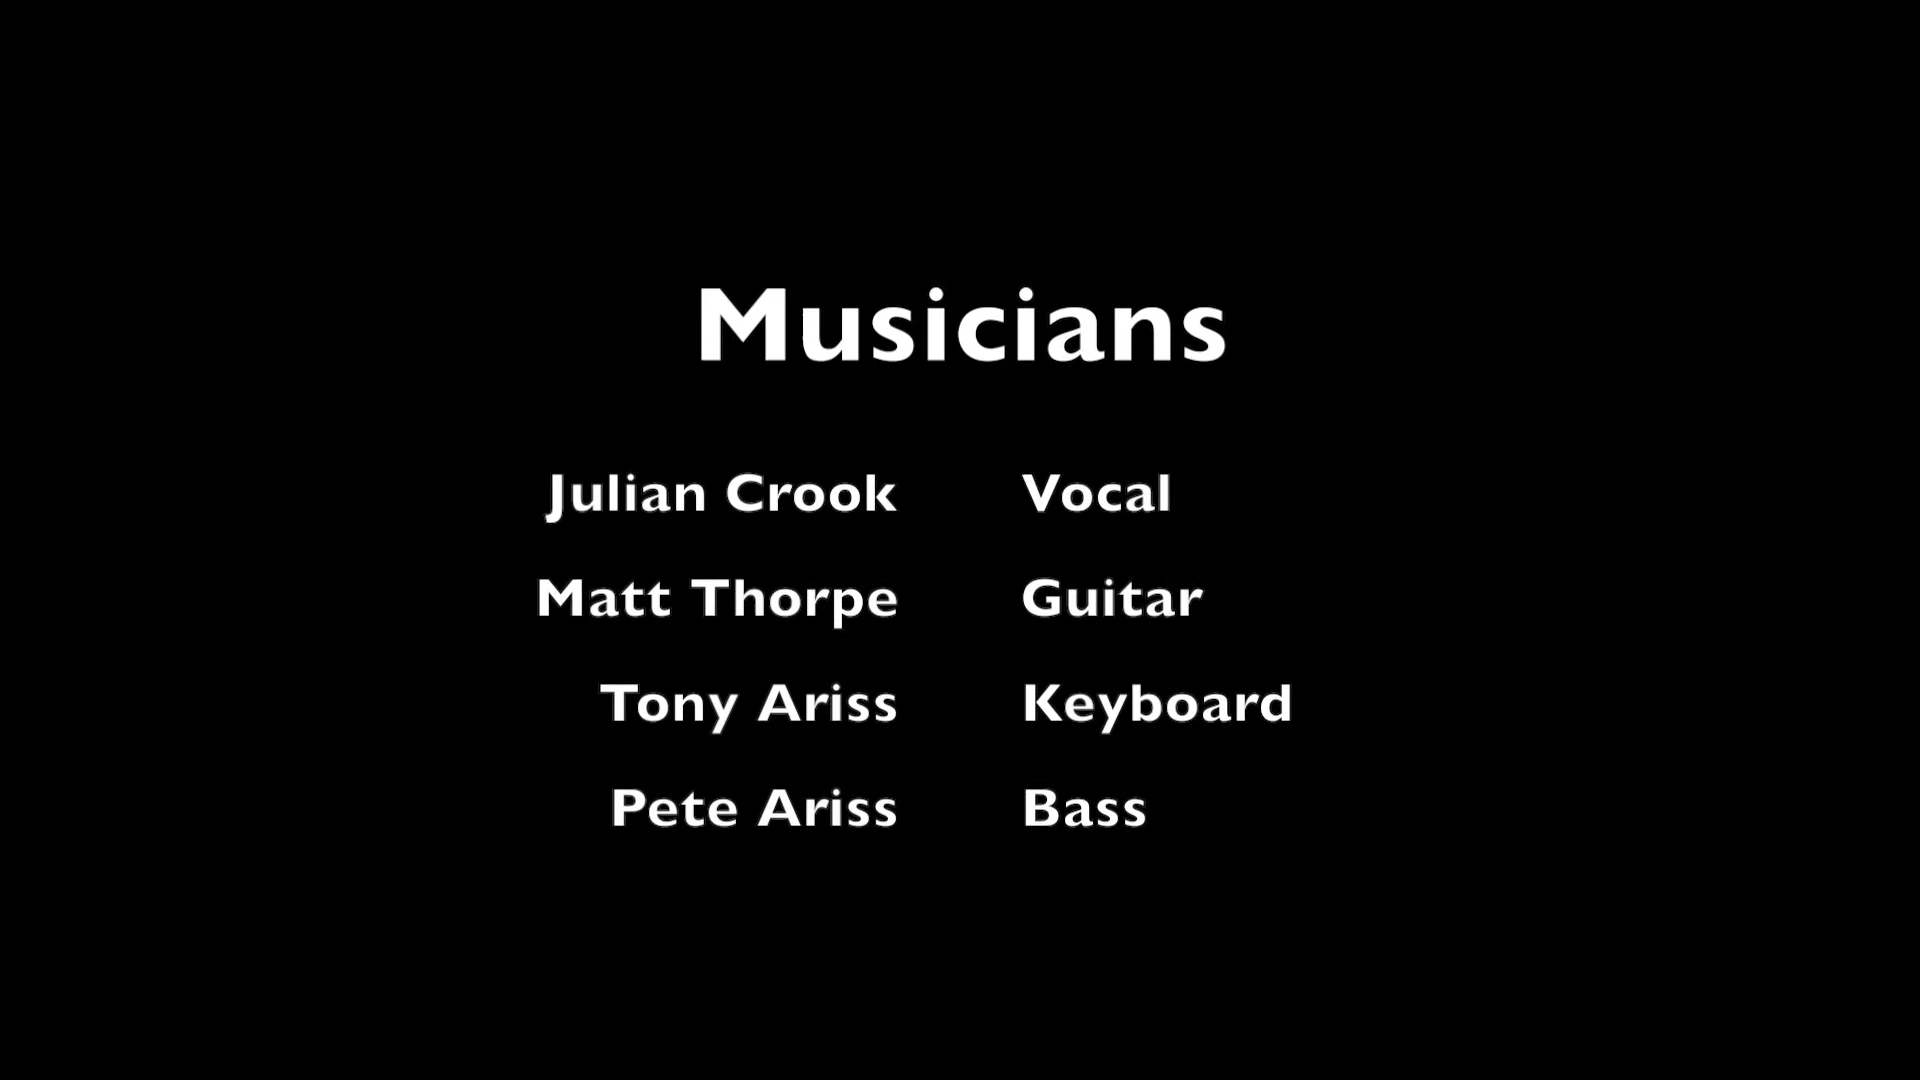 Musicians
Julian Crook Vocal
Matt Thorpe Guitar
Tony Ariss Keyboard
Pete Ariss Bass